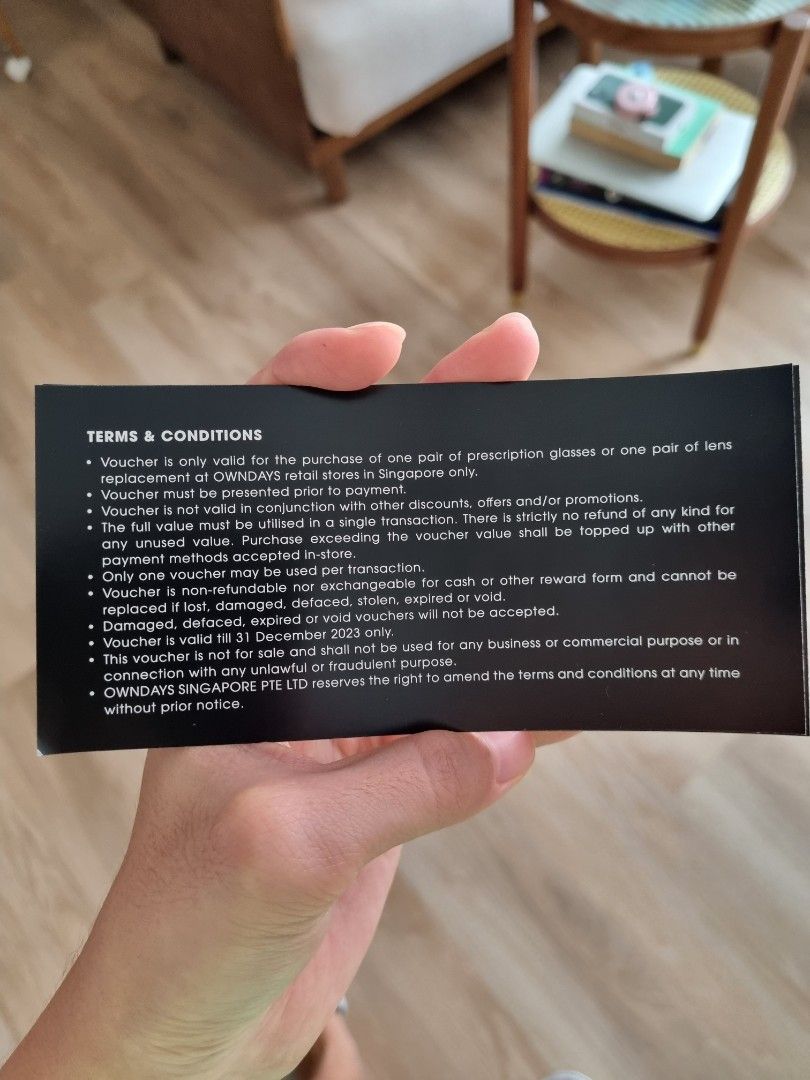 TERMS & CONDITIONS
• Voucher is only valid for the purchase of one pair of prescription glasses or one pair of lens
replacement at OWNDAYS retail stores in Singapore only.
• Voucher must be presented prior to payment.
• Voucher is not valid in conjunction with other discounts, offers and/or promotions.
• The full value must be utilised in a single transaction. There is strictly no refund of any kind for
any unused value. Purchase exceeding the voucher value shall be topped up with other
payment methods accepted in-store.
• Only one voucher may be used per transaction.
• Voucher is non-refundable nor exchangeable for cash or other reward form and cannot be
replaced if lost, damaged, defaced, stolen, expired or void.
• Damaged, defaced, expired or void vouchers will not be accepted.
• Voucher is valid till 31 December 2023 only.
• This voucher is not for sale and shall not be used for any business or commercial purpose or in
connection with any unlawful or fraudulent purpose.
• OWNDAYS SINGAPORE PTE LTD reserves the right to amend the terms and conditions at any time
without prior notice.